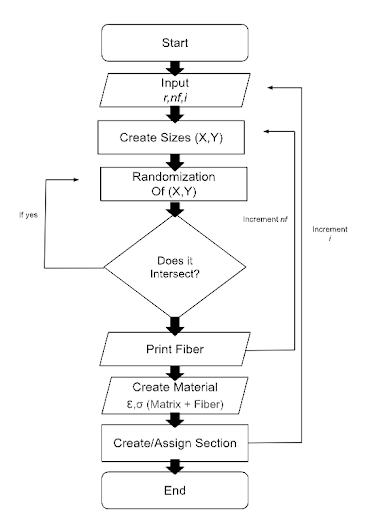 Start
Input
r,nf,i
Create Sizes (X,Y)
Randomization
Of (X,Y)
If yes
Increment nf
Increment
i
Does it
Intersect?
Print Fiber
Create Material
Ɛ,σ (Matrix + Fiber)
Create/Assign Section
End